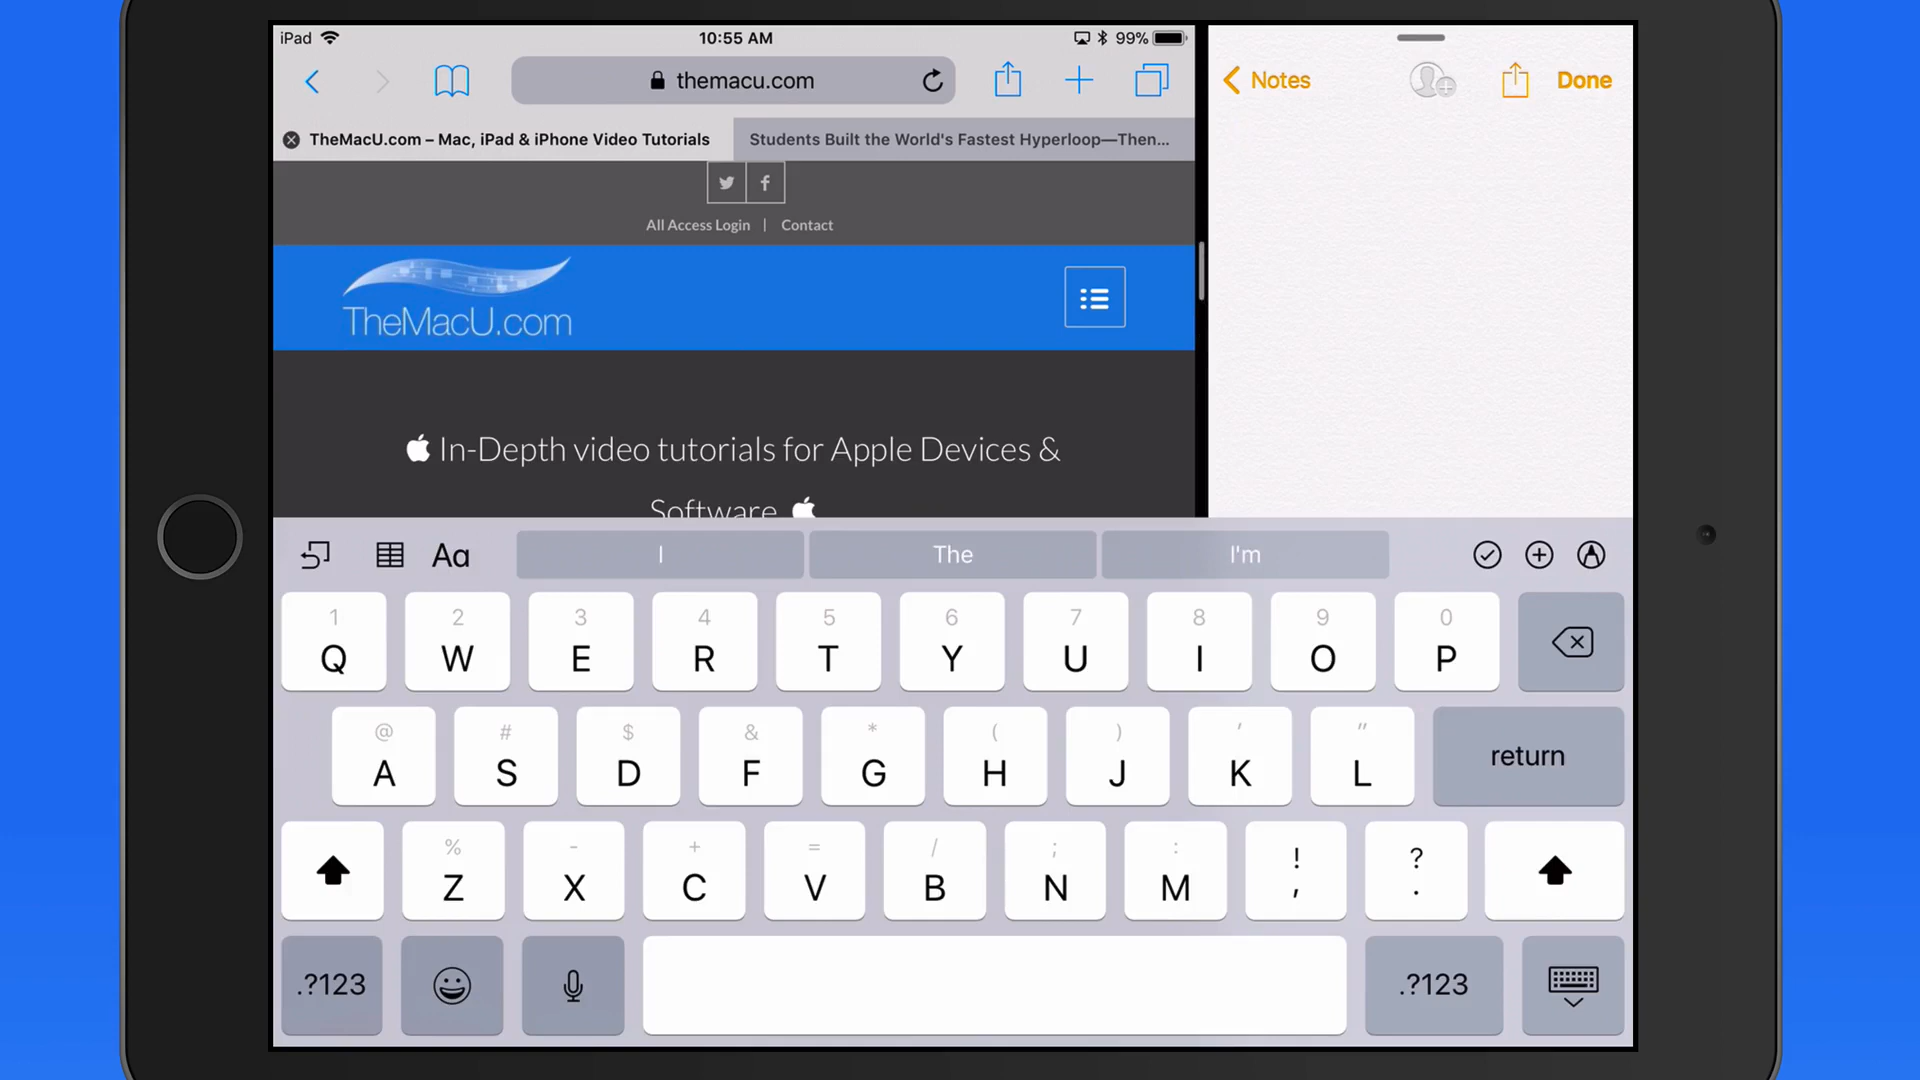 iPad 10:55 AM 99%
themacu.com
Notes Done
TheMacU.com – Mac, iPad & iPhone Video Tutorials
Students Built the World's Fastest Hyperloop—Then...
All Access Login | Contact
TheMacU.com
In-Depth video tutorials for Apple Devices &
Software
Aa I The I'm
1 2 3 4 5 6 7 8 9 0
Q W E R T Y U I O P
@ # $ & * ( ) ' "
A S D F G H J K L return
% - + = / ; : ! ?
Z X C V B N M , .
.?123 .?123